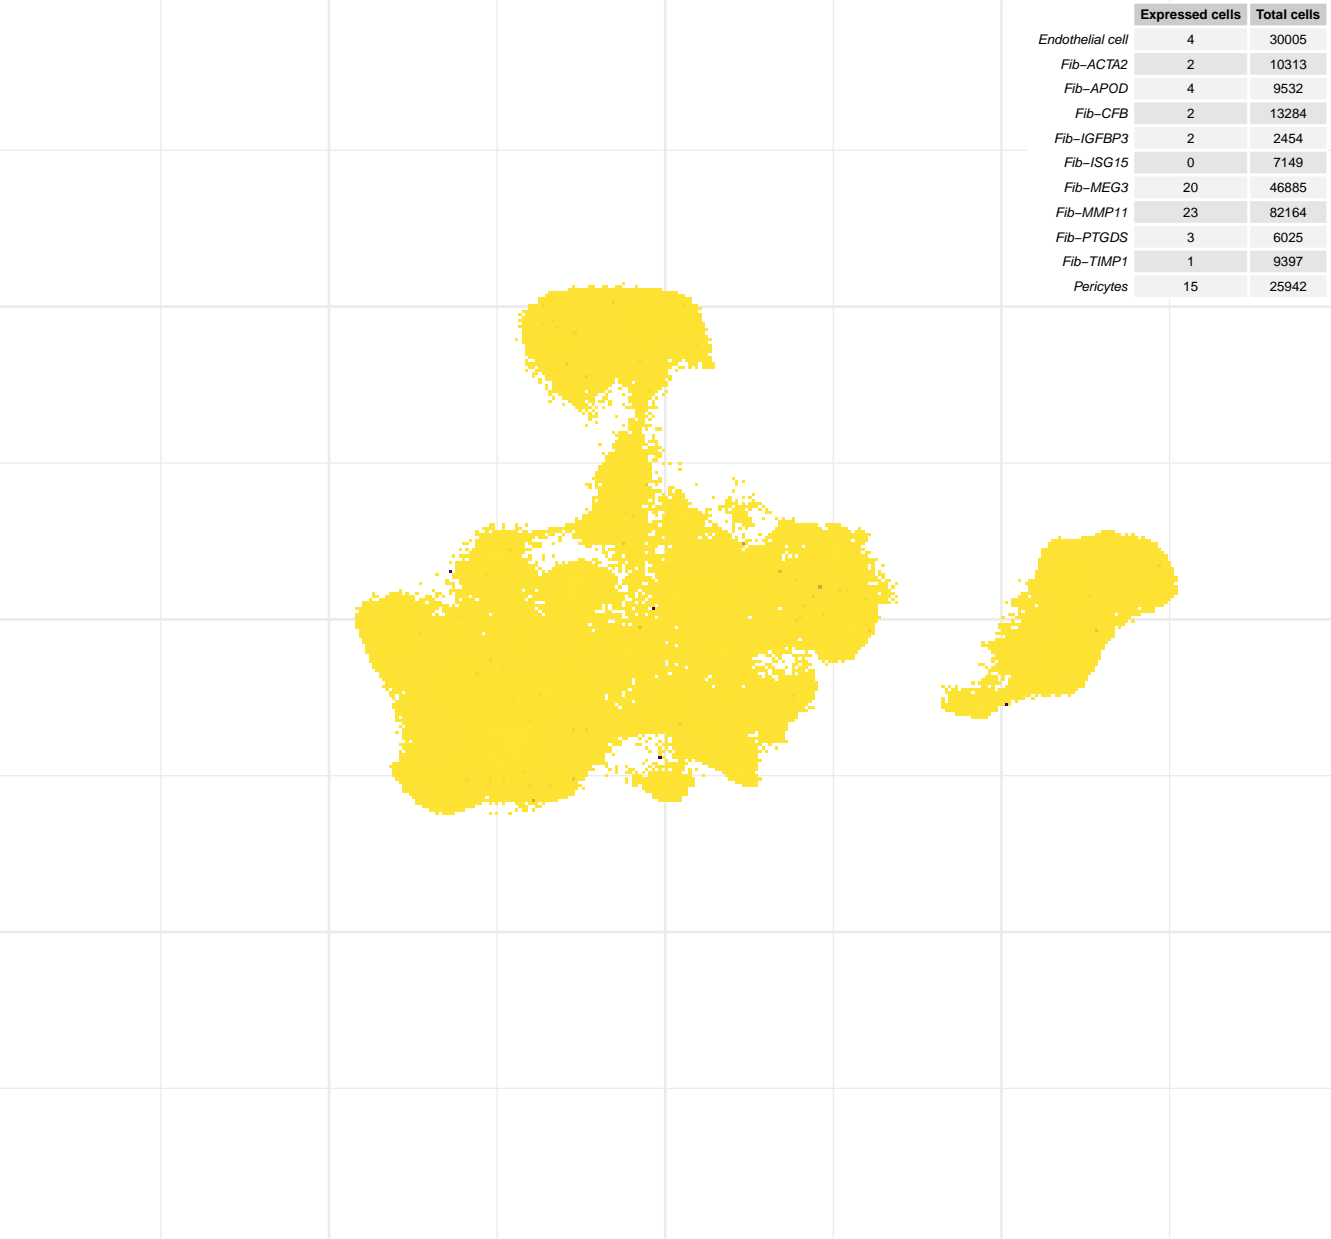 Expressed cells Total cells
Endothelial cell 4 30005
Fib−ACTA2 2 10313
Fib−APOD 4 9532
Fib−CFB 2 13284
Fib−IGFBP3 2 2454
Fib−ISG15 0 7149
Fib−MEG3 20 46885
Fib−MMP11 23 82164
Fib−PTGDS 3 6025
Fib−TIMP1 1 9397
Pericytes 15 25942